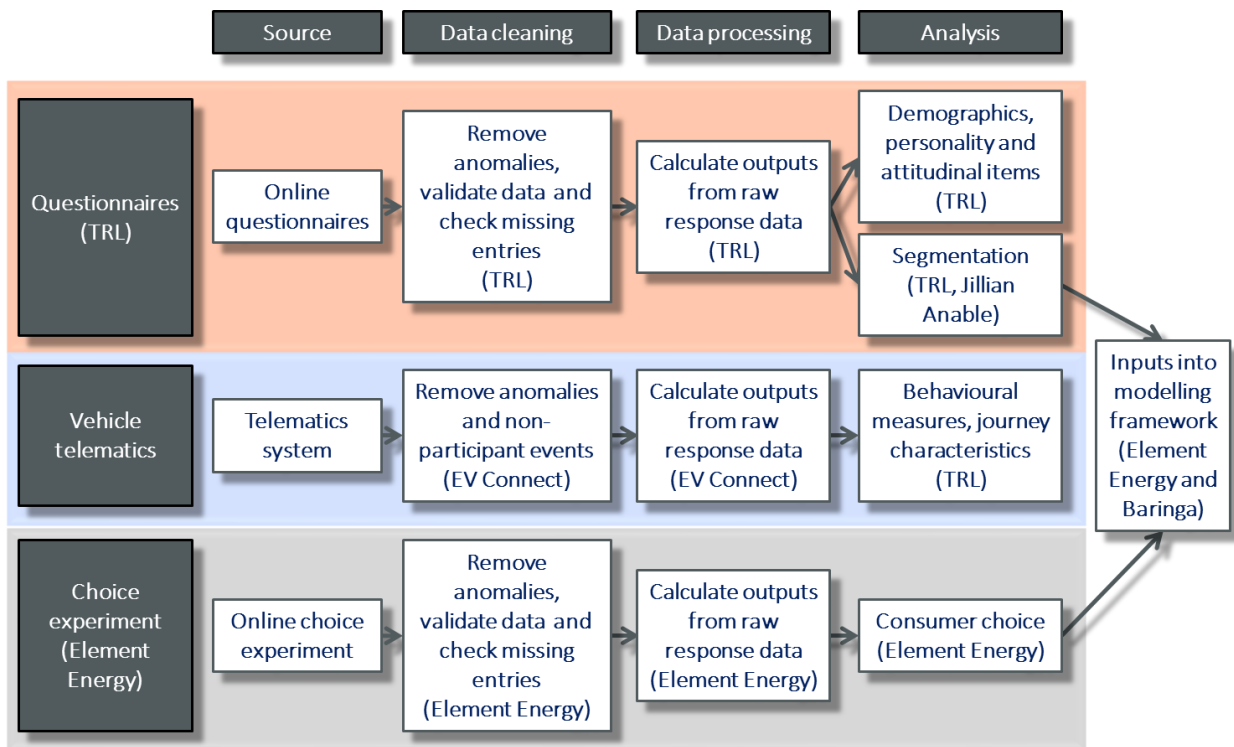 Source
Data cleaning
Data processing
Analysis
Questionnaires
(TRL)
Online
questionnaires
Remove
anomalies,
validate data and
check missing
entries
(TRL)
Calculate outputs
from raw
response data
(TRL)
Demographics,
personality and
attitudinal items
(TRL)
Segmentation
(TRL, Jillian
Anable)
Vehicle
telematics
Telematics
system
Remove anomalies
and non-
participant events
(EV Connect)
Calculate outputs
from raw
response data
(EV Connect)
Behavioural
measures, journey
characteristics
(TRL)
Inputs into
modelling
framework
(Element
Energy and
Baringa)
Choice
experiment
(Element
Energy)
Online choice
experiment
Remove
anomalies,
validate data and
check missing
entries
(Element Energy)
Calculate outputs
from raw
response data
(Element Energy)
Consumer choice
(Element Energy)